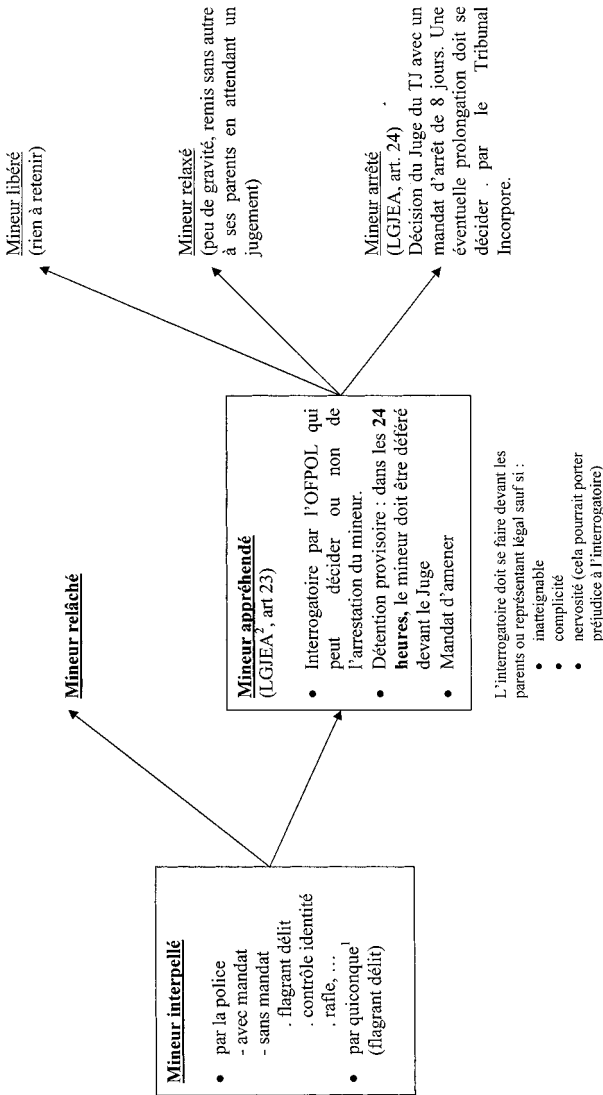 Mineur interpellé
• par la police
- avec mandat
- sans mandat
. flagrant délit
. contrôle identité
. rafle, …
• par quiconque¹
(flagrant délit)
Mineur relâché
Mineur appréhendé
(LGJEA², art 23)
• Interrogatoire par l'OFPOL qui
peut décider ou non de
l'arrestation du mineur.
• Détention provisoire : dans les 24
heures, le mineur doit être déféré
devant le Juge
• Mandat d'amener
L'interrogatoire doit se faire devant les
parents ou représentant légal sauf si :
• inatteignable
• complicité
• nervosité (cela pourrait porter
préjudice à l'interrogatoire)
Mineur libéré
(rien à retenir)
Mineur relaxé
(peu de gravité, remis sans autre
à ses parents en attendant un
jugement)
Mineur arrêté
(LGJEA, art. 24)
Décision du Juge du TJ avec un
mandat d'arrêt de 8 jours. Une
éventuelle prolongation doit se
décider . par le Tribunal
Incorpore.